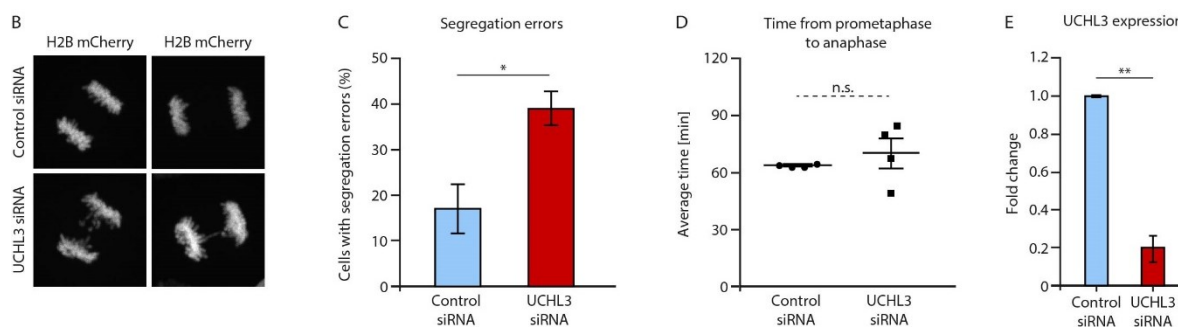 B
H2B mCherry
H2B mCherry
Control
siRNA
UCHL3 siRNA
C
Segregation errors
Cells with segregation errors (%)
50
40
30
20
10
0
*
Control
siRNA
UCHL3
siRNA
D
Time from prometaphase
to anaphase
Average time [min]
120
90
60
30
0
n.s.
Control
siRNA
UCHL3
siRNA
E
UCHL3 expression
Fold change
1.2
1.0
0.8
0.6
0.4
0.2
0
**
Control
siRNA
UCHL3
siRNA